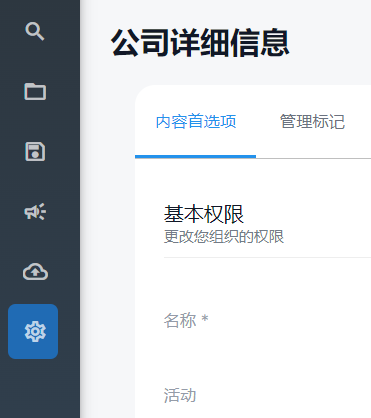 公司详细信息
内容首选项 管理标记
基本权限
更改您组织的权限
名称 *
活动